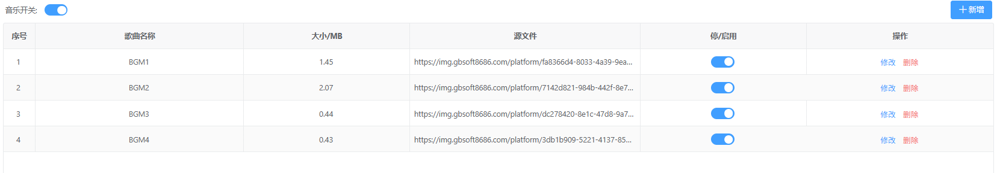 音乐开关:
新增
序号 歌曲名称 大小/MB 源文件 停/启用 操作
1 BGM1 1.45 https://img.gbsoft8686.com/platform/fa8366d4-8033-4a39-9ea... 修改 删除
2 BGM2 2.07 https://img.gbsoft8686.com/platform/7142d821-984b-442f-8e7... 修改 删除
3 BGM3 0.44 https://img.gbsoft8686.com/platform/dc278420-8e1c-47d8-9a7... 修改 删除
4 BGM4 0.43 https://img.gbsoft8686.com/platform/3db1b909-5221-4137-85... 修改 删除